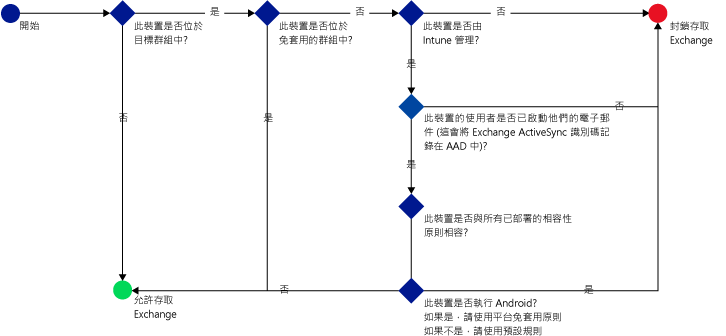 開始
此裝置是否位於
目標群組中?
是
此裝置是否位於
免套用的群組中?
否
此裝置是否由
Intune 管理?
否
封鎖存取
Exchange
是
否
是
否
此裝置的使用者是否已啟動他們的電子郵
件 (這會將 Exchange ActiveSync 識別碼記
錄在 AAD 中)?
是
此裝置是否與所有已部署的相容性
原則相容?
允許存取
Exchange
否
是
此裝置是否執行 Android?
如果是，請使用平台免套用原則
如果不是，請使用預設規則